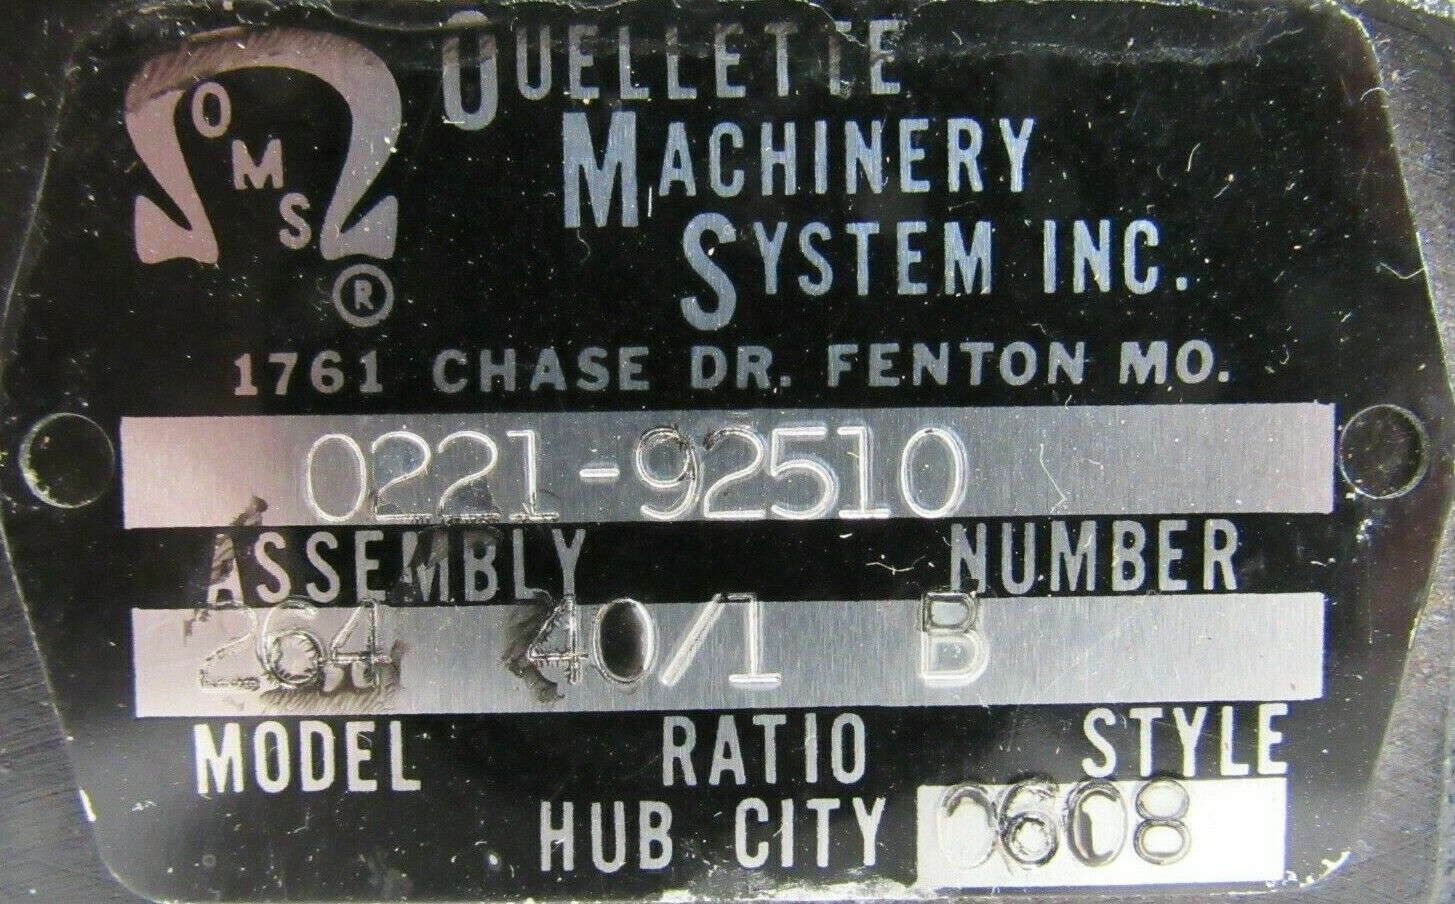 OMS
®
OUELLETTE
MACHINERY
SYSTEM INC.
1761 CHASE DR. FENTON MO.
0221-92510
ASSEMBLY NUMBER
264 40/1 B
MODEL RATIO STYLE
HUB CITY 0608